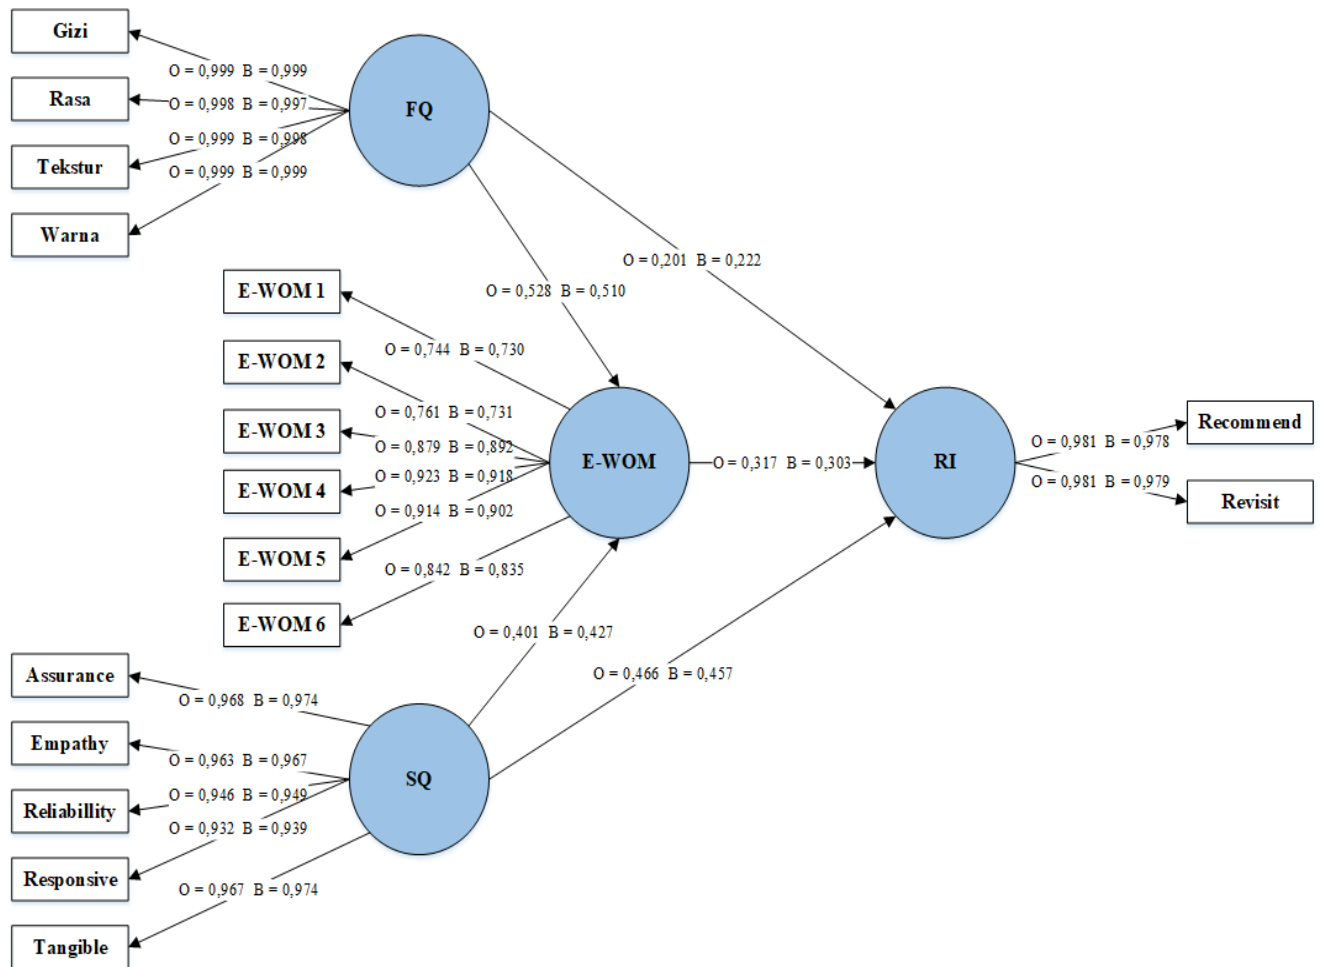 Gizi
O = 0,999 B = 0,999
Rasa
O = 0,998 B = 0,997
FQ
O = 0,999 B = 0,998
Tekstur
O = 0,999 B = 0,999
Warna
O = 0,201 B = 0,222
E-WOM 1
O = 0,528 B = 0,510
O = 0,744 B = 0,730
E-WOM 2
O = 0,761 B = 0,731
E-WOM 3
O = 0,879 B = 0,892
Recommend
O = 0,981 B = 0,978
E-WOM
O = 0,317 B = 0,303
RI
O = 0,923 B = 0,918
O = 0,981 B = 0,979
E-WOM 4
Revisit
O = 0,914 B = 0,902
E-WOM 5
O = 0,842 B = 0,835
E-WOM 6
O = 0,401 B = 0,427
Assurance
O = 0,466 B = 0,457
O = 0,968 B = 0,974
Empathy
O = 0,963 B = 0,967
SQ
O = 0,946 B = 0,949
Reliabillity
O = 0,932 B = 0,939
Responsive
O = 0,967 B = 0,974
Tangible